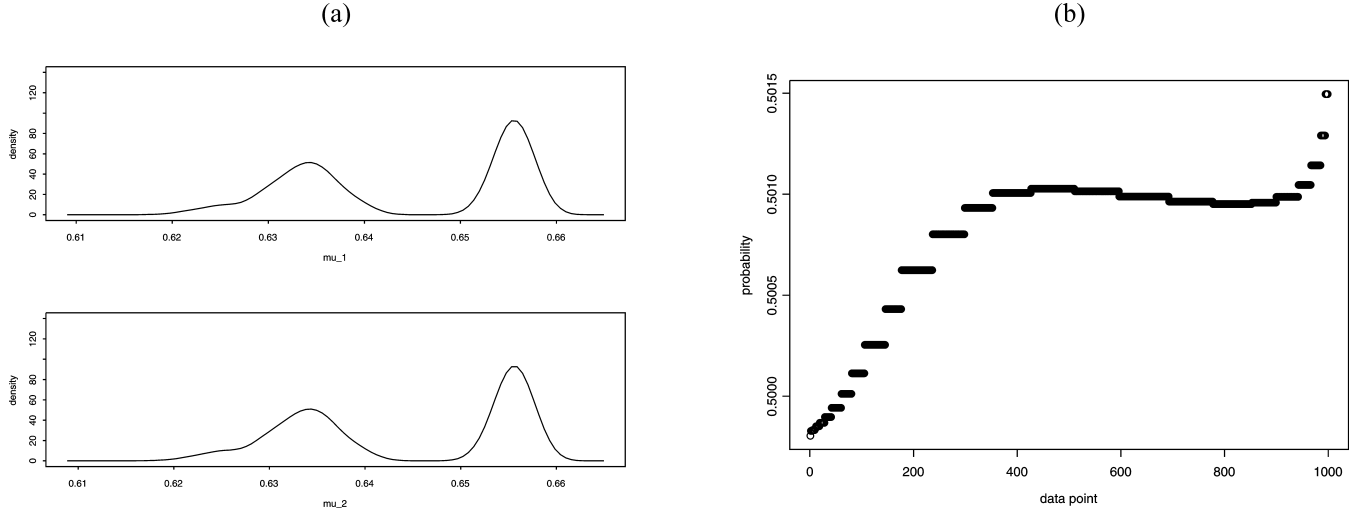 (a)
(b)
density
0 20 40 60 80 120
0.61 0.62 0.63 0.64 0.65 0.66
mu_1
density
0 20 40 60 80 120
0.61 0.62 0.63 0.64 0.65 0.66
mu_2
probability
0.5000 0.5005 0.5010 0.5015
0 200 400 600 800 1000
data point